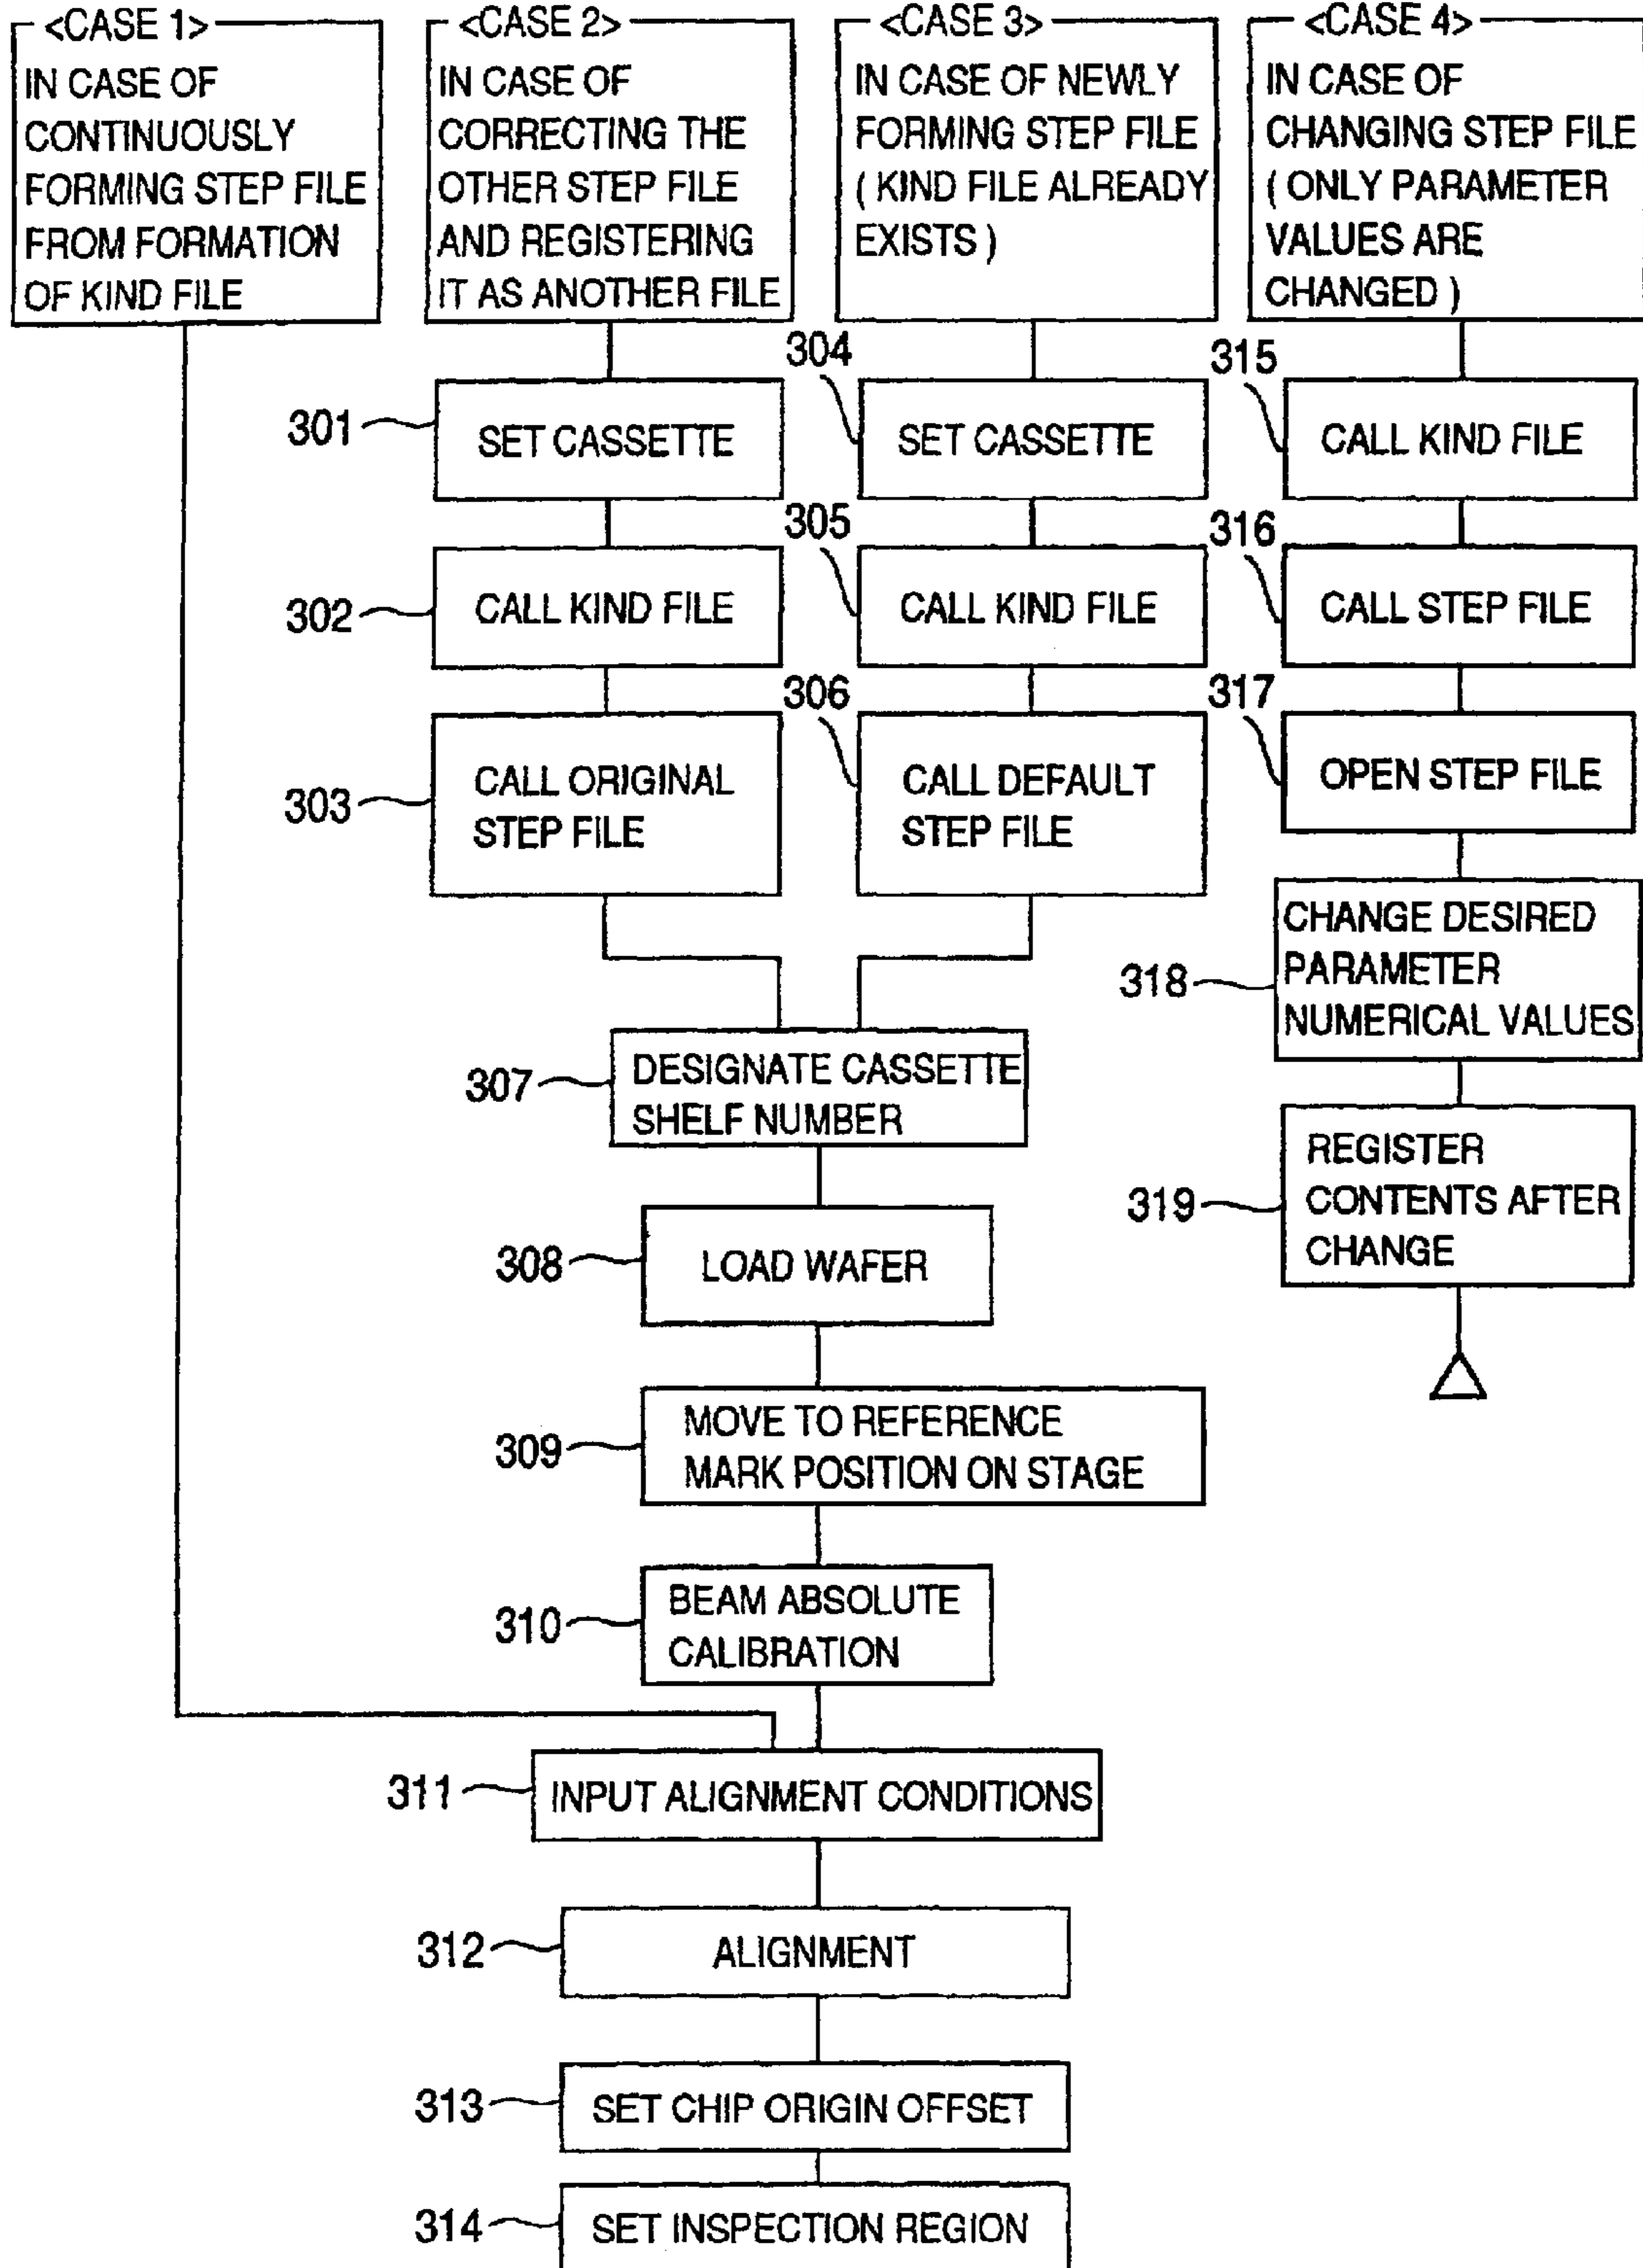 <CASE 1>
IN CASE OF
CONTINUOUSLY
FORMING STEP FILE
FROM FORMATION
OF KIND FILE
<CASE 2>
IN CASE OF
CORRECTING THE
OTHER STEP FILE
AND REGISTERING
IT AS ANOTHER FILE
<CASE 3>
IN CASE OF NEWLY
FORMING STEP FILE
( KIND FILE ALREADY
EXISTS )
<CASE 4>
IN CASE OF
CHANGING STEP FILE
( ONLY PARAMETER
VALUES ARE
CHANGED )
301
SET CASSETTE
302
CALL KIND FILE
303
CALL ORIGINAL
STEP FILE
304
SET CASSETTE
305
CALL KIND FILE
306
CALL DEFAULT
STEP FILE
315
CALL KIND FILE
316
CALL STEP FILE
317
OPEN STEP FILE
318
CHANGE DESIRED
PARAMETER
NUMERICAL VALUES
319
REGISTER
CONTENTS AFTER
CHANGE
307
DESIGNATE CASSETTE
SHELF NUMBER
308
LOAD WAFER
309
MOVE TO REFERENCE
MARK POSITION ON STAGE
310
BEAM ABSOLUTE
CALIBRATION
311
INPUT ALIGNMENT CONDITIONS
312
ALIGNMENT
313
SET CHIP ORIGIN OFFSET
314
SET INSPECTION REGION